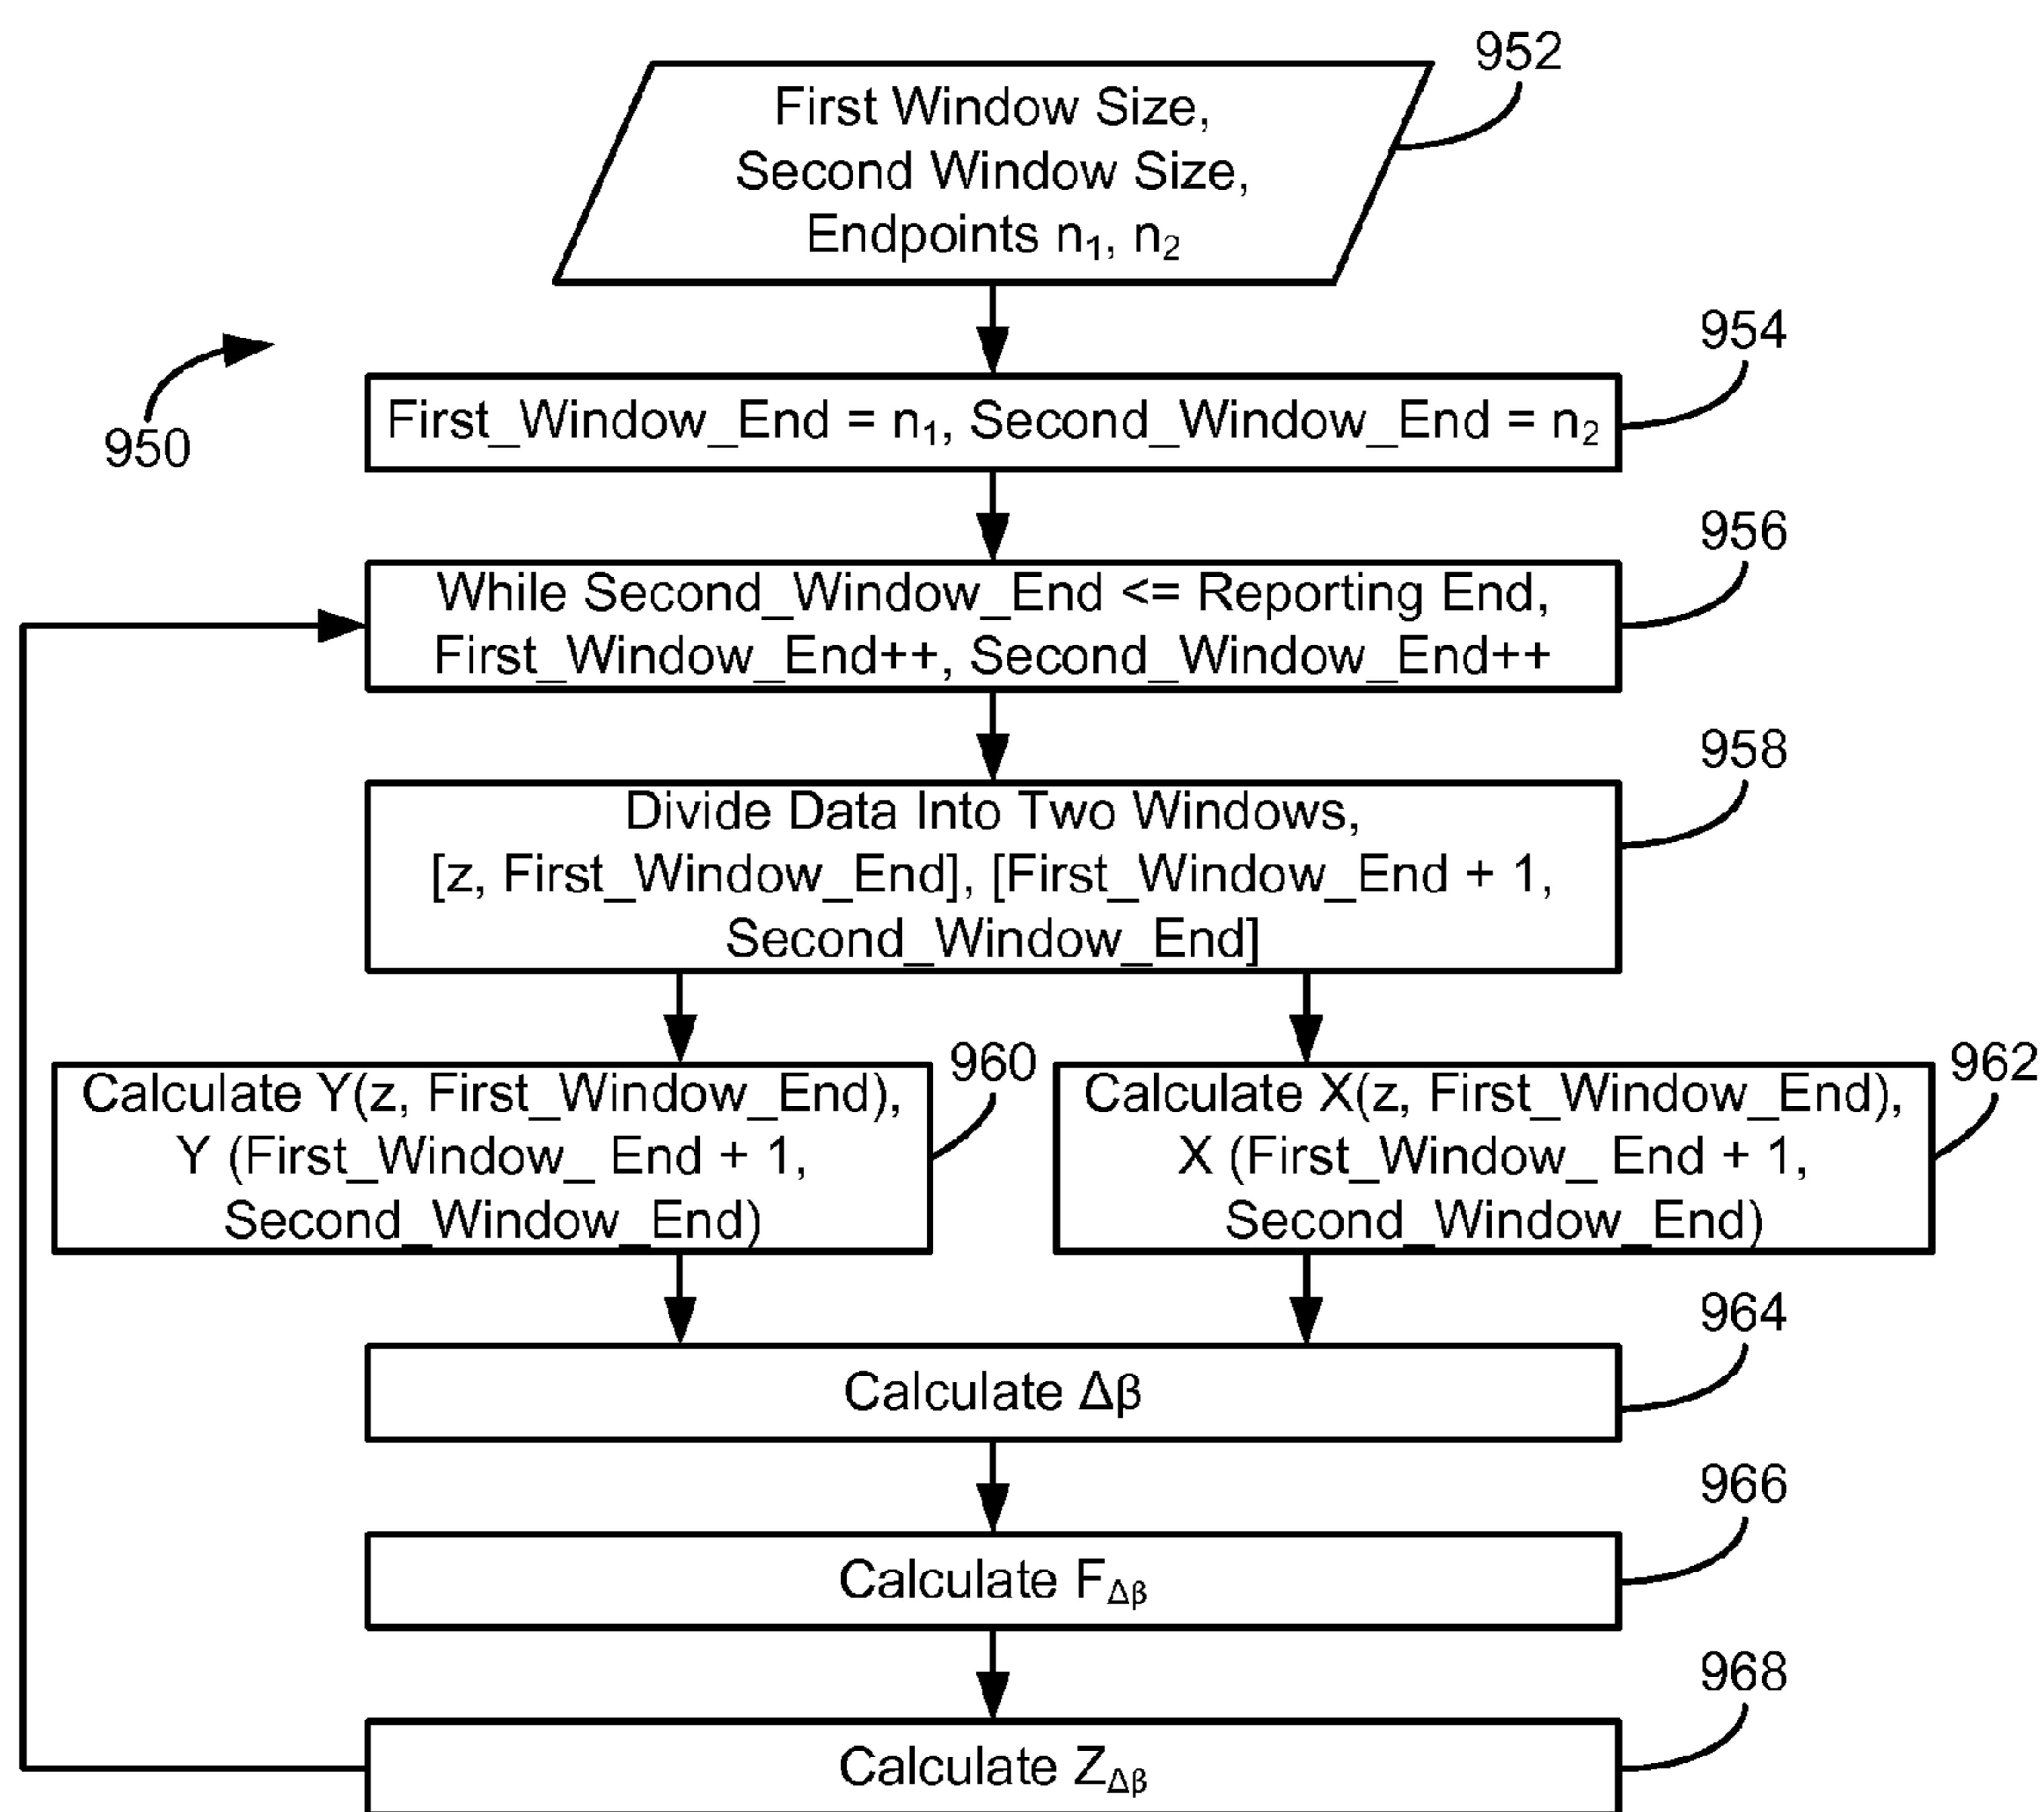 952
First Window Size,
Second Window Size,
Endpoints n₁, n₂
954
First_Window_End = n₁, Second_Window_End = n₂
950
956
While Second_Window_End <= Reporting End,
First_Window_End++, Second_Window_End++
958
Divide Data Into Two Windows,
[z, First_Window_End], [First_Window_End + 1,
Second_Window_End]
960
Calculate Y(z, First_Window_End),
Y (First_Window_ End + 1,
Second_Window_End)
962
Calculate X(z, First_Window_End),
X (First_Window_ End + 1,
Second_Window_End)
964
Calculate Δβ
966
Calculate F_Δβ
968
Calculate Z_Δβ